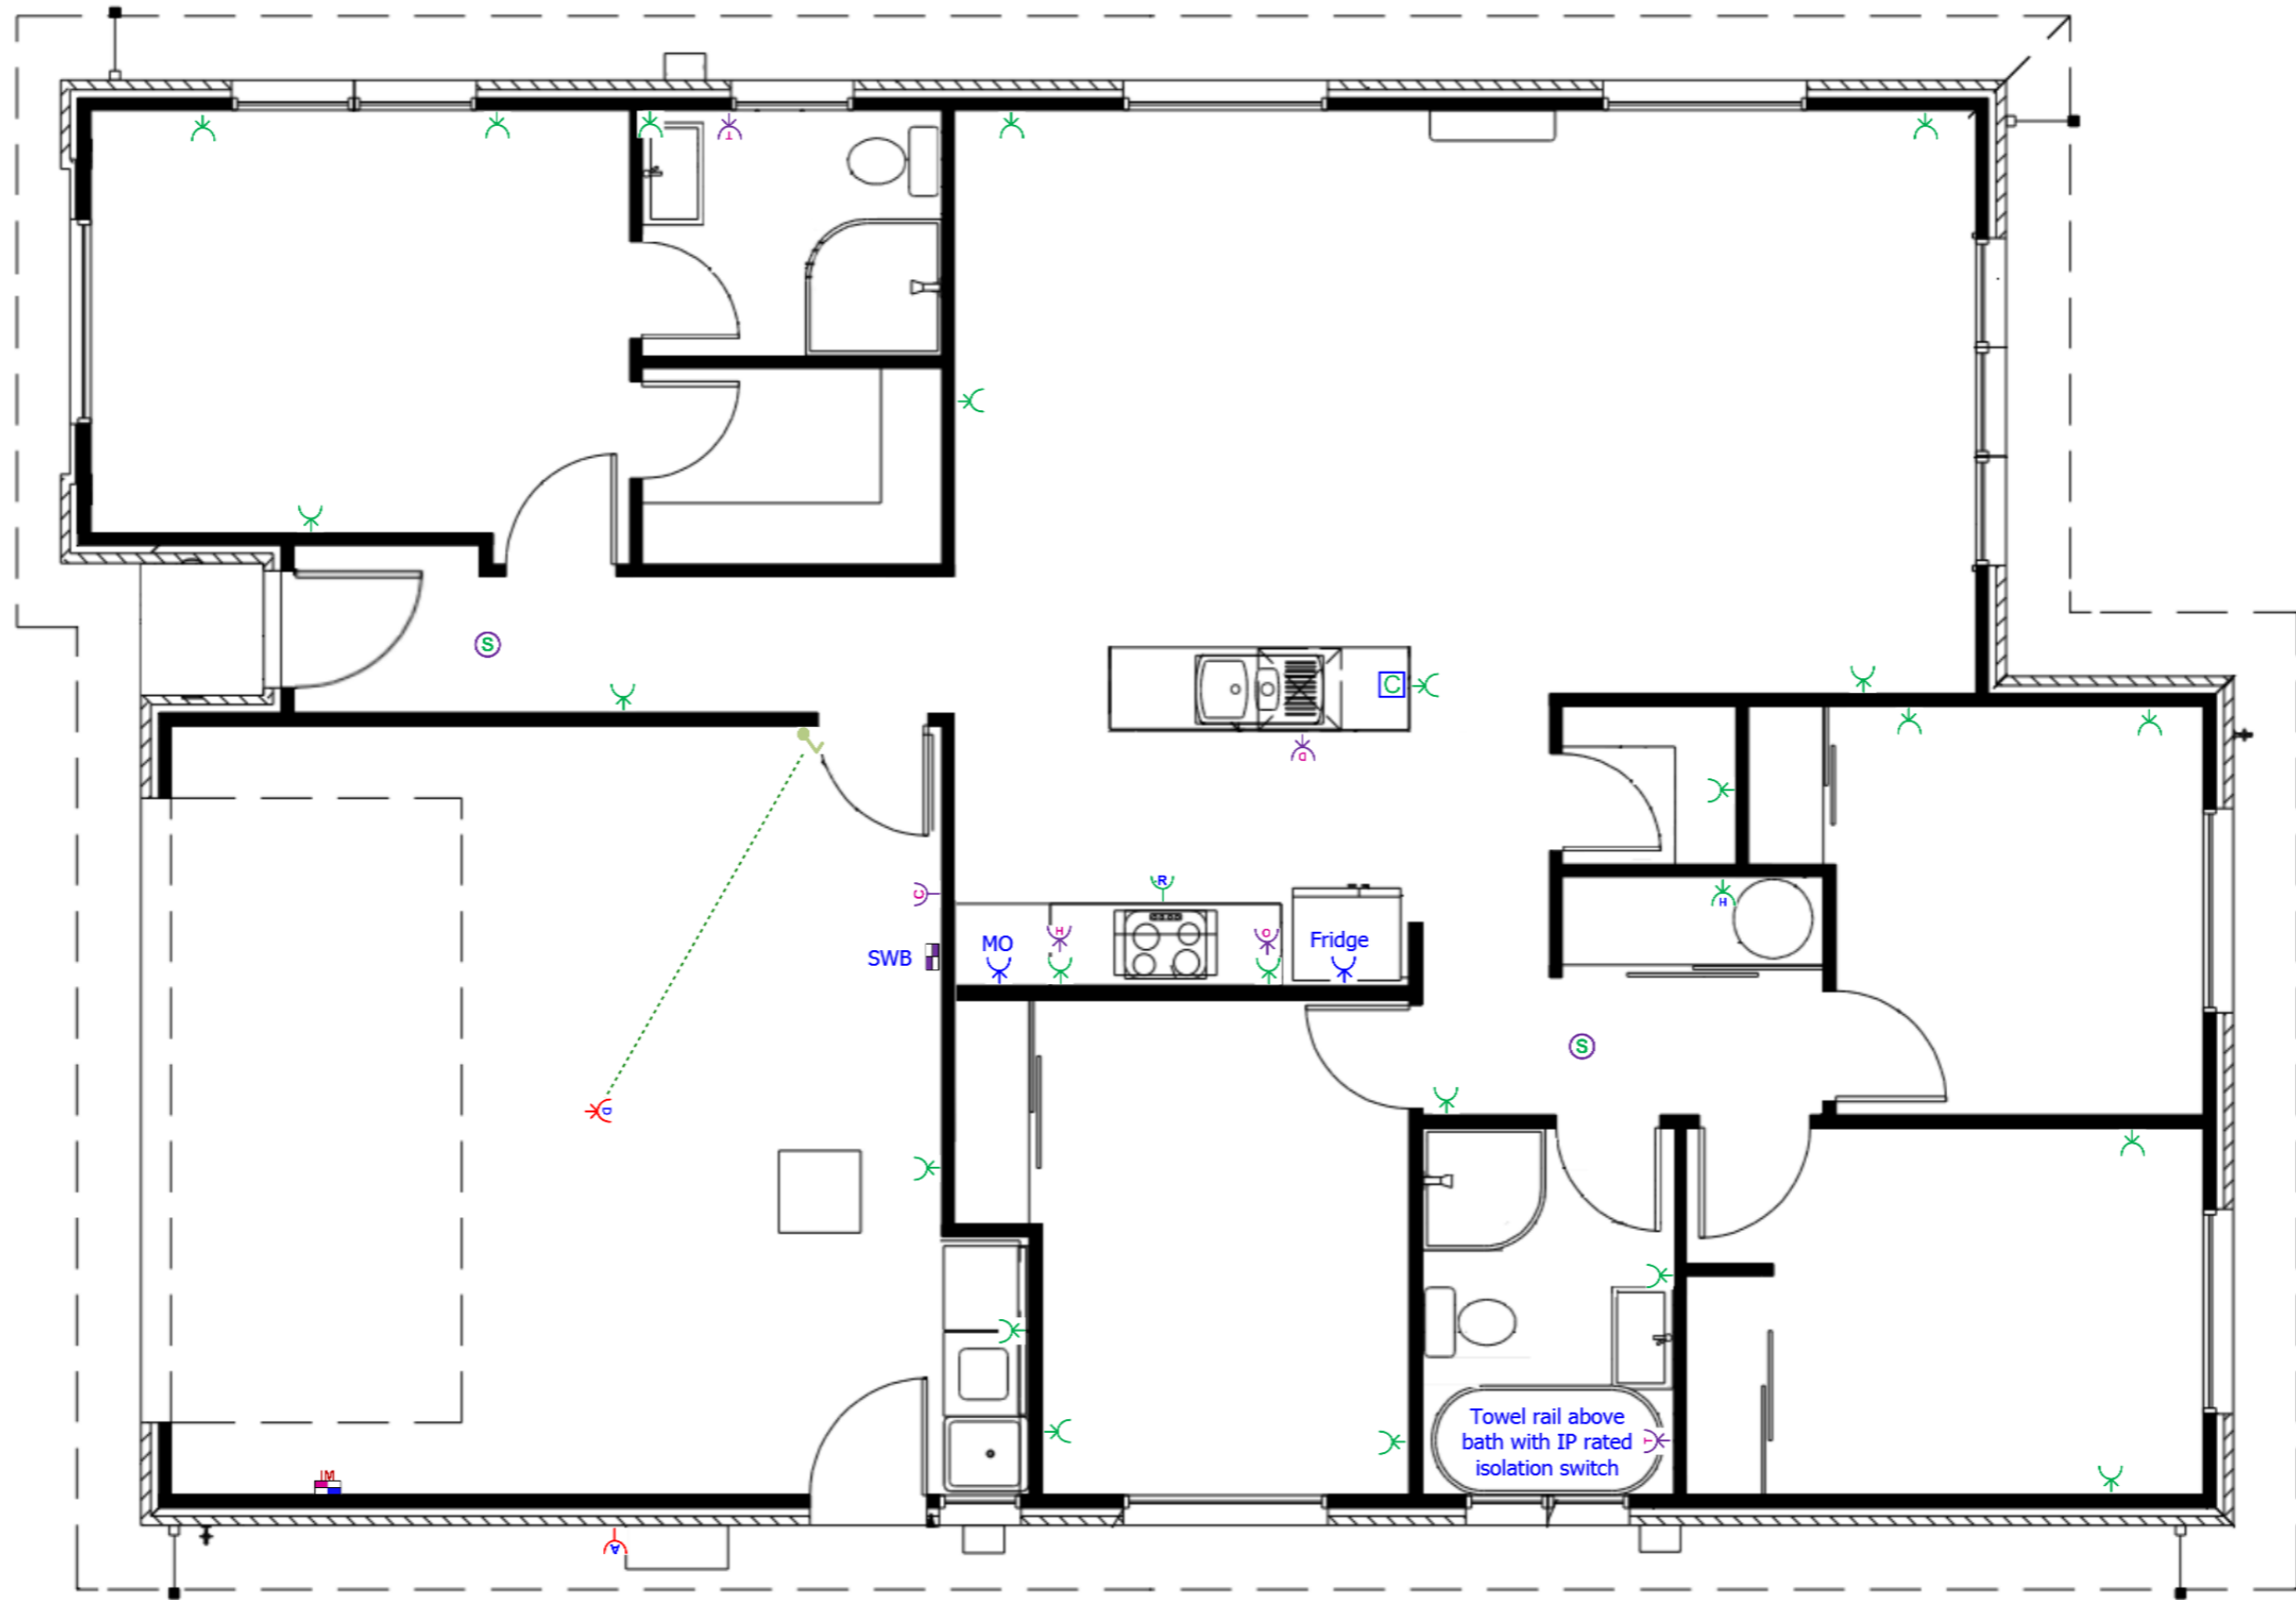 T
S
C
D
C
R
H
SWB
MO
H
O
Fridge
S
D
Towel rail above
bath with IP rated
isolation switch
T
M
A